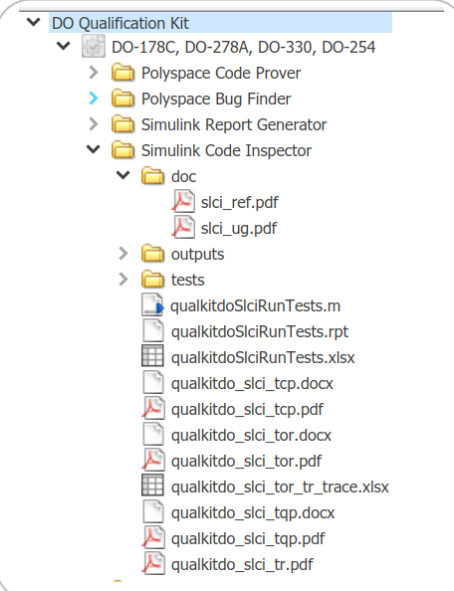 DO Qualification Kit
DO-178C, DO-278A, DO-330, DO-254
Polyspace Code Prover
Polyspace Bug Finder
Simulink Report Generator
Simulink Code Inspector
doc
slci_ref.pdf
slci_ug.pdf
outputs
tests
qualkitdoSlciRunTests.m
qualkitdoSlciRunTests.rpt
qualkitdoSlciRunTests.xlsx
qualkitdo_slci_tcp.docx
qualkitdo_slci_tcp.pdf
qualkitdo_slci_tor.docx
qualkitdo_slci_tor.pdf
qualkitdo_slci_tor_tr_trace.xlsx
qualkitdo_slci_tqp.docx
qualkitdo_slci_tqp.pdf
qualkitdo_slci_tr.pdf